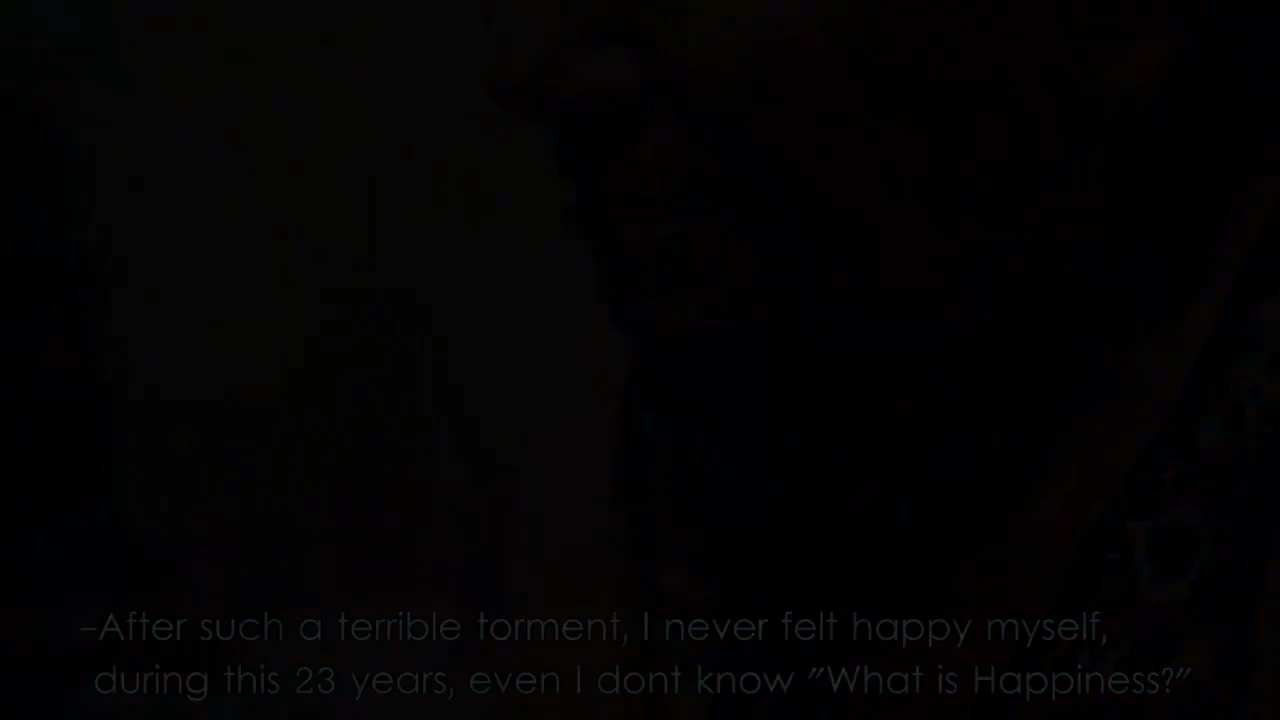 –After such a terrible torment, I never felt happy myself,
during this 23 years, even I dont know "What is Happiness?"